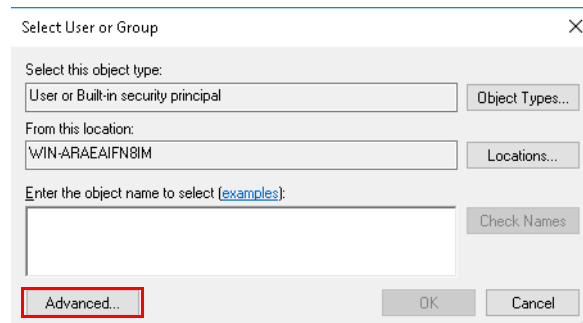 Select User or Group
Select this object type:
User or Built-in security principal
Object Types...
From this location:
WIN-ARAEAIFN8IM
Locations...
Enter the object name to select (examples):
Check Names
Advanced...
OK
Cancel